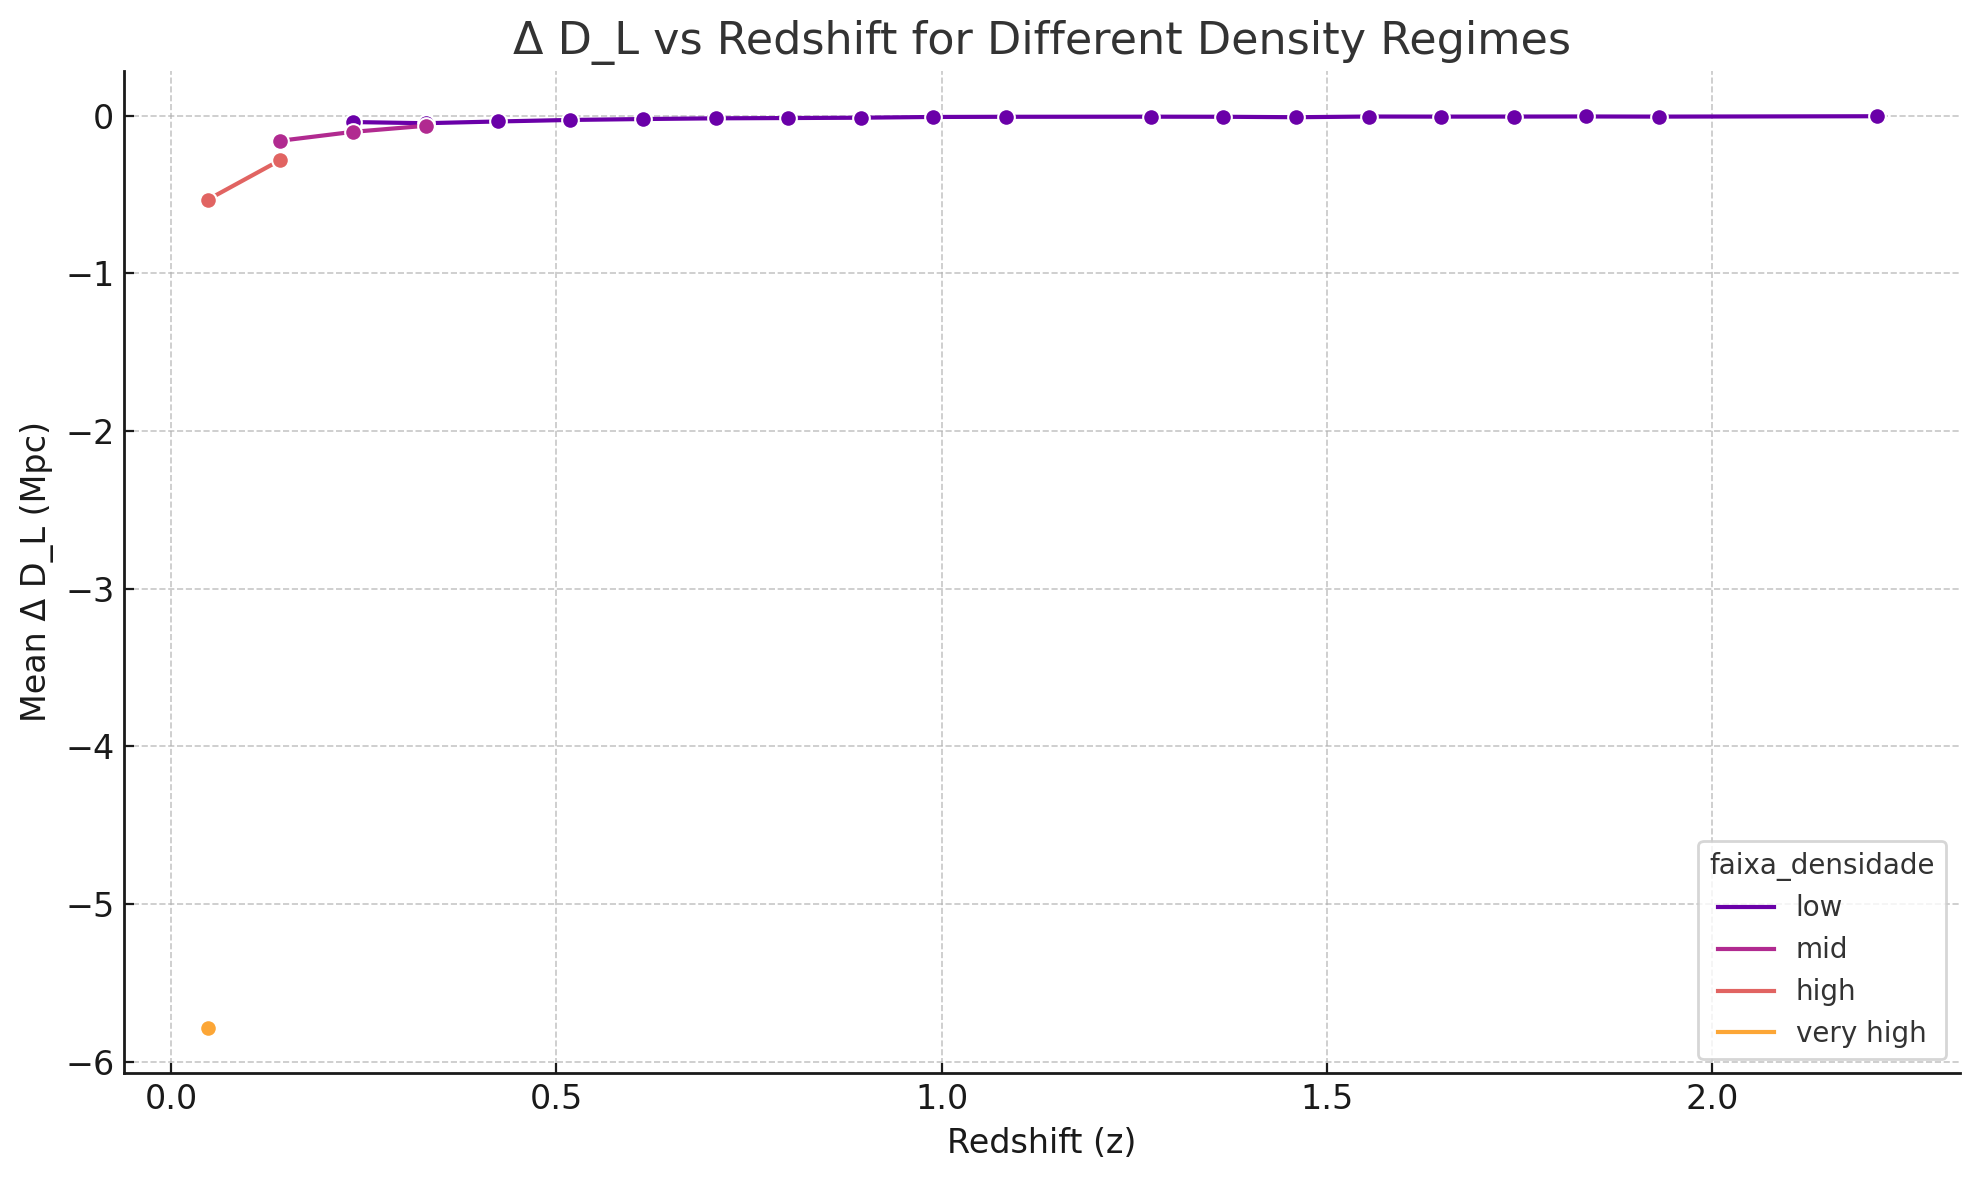 Δ D_L vs Redshift for Different Density Regimes
Mean Δ D_L (Mpc)
0
−1
−2
−3
−4
−5
−6
0.0 0.5 1.0 1.5 2.0
Redshift (z)
faixa_densidade
low
mid
high
very high